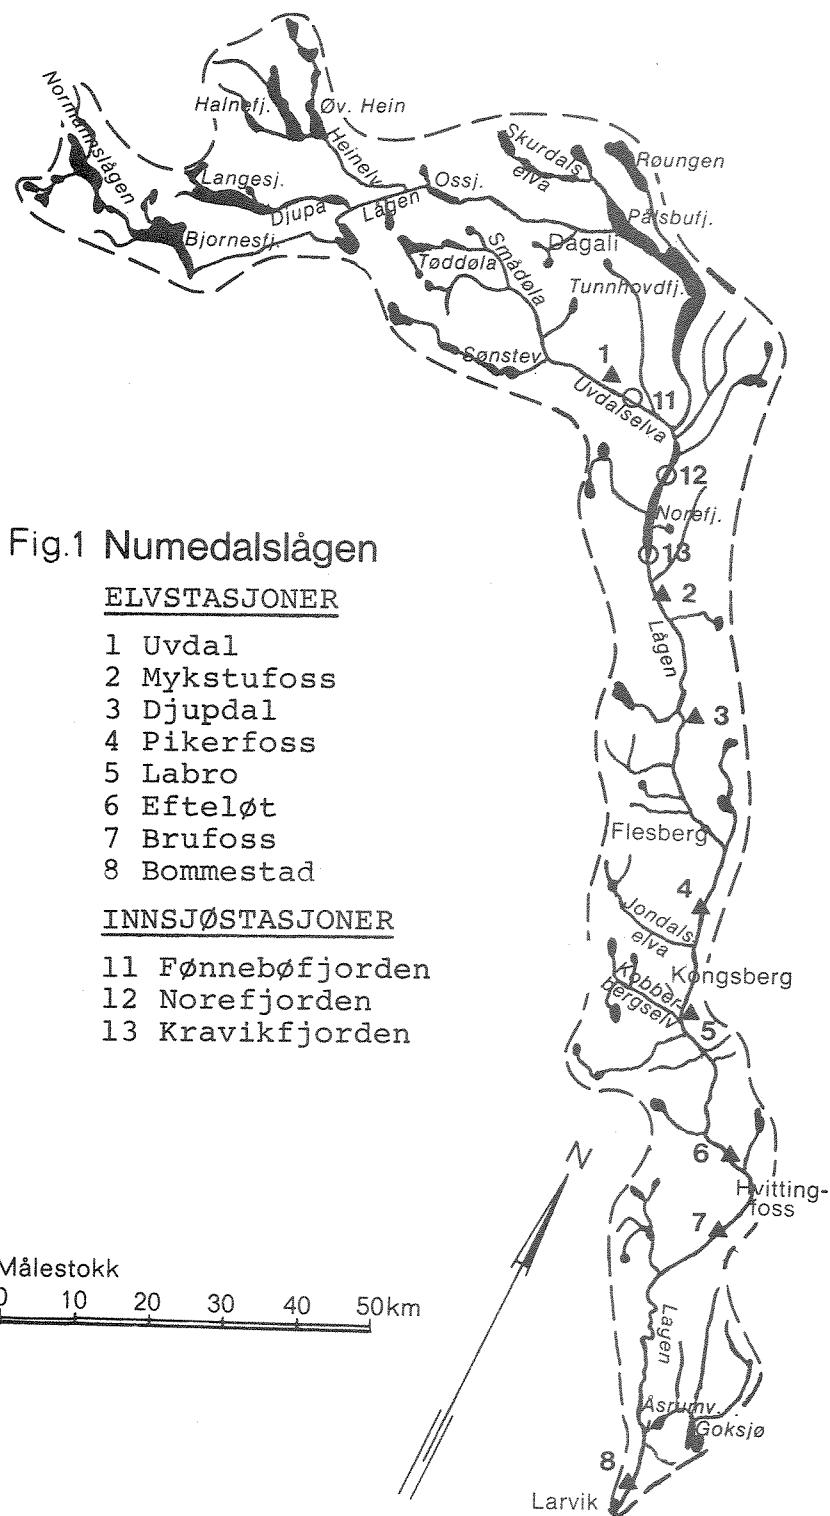 Normannslågen
Halnefj.
Øv. Hein
Heinelv
Langesj.
Djupa
Lågen
Ossj.
Bjornesfj.
Skurdals
elva
Røungen
Pålsbufj.
Dagali
Tøddøla
Smådøla
Tunnhovdfj.
Sønstev.
1
Uvdalselva
11
12
Norefj.
13
2
Lågen
3
Fig.1 Numedalslågen
ELVSTASJONER
1 Uvdal
2 Mykstufoss
3 Djupdal
4 Pikerfoss
5 Labro
6 Efteløt
7 Brufoss
8 Bommestad
INNSJØSTASJONER
11 Fønnebøfjorden
12 Norefjorden
13 Kravikfjorden
Flesberg
4
Jondals
elva
Kongsberg
Kobber-
bergselv
5
6
Hvitting-
foss
7
N
Målestokk
0 10 20 30 40 50km
Lågen
Åsrumv.
Goksjø
8
Larvik